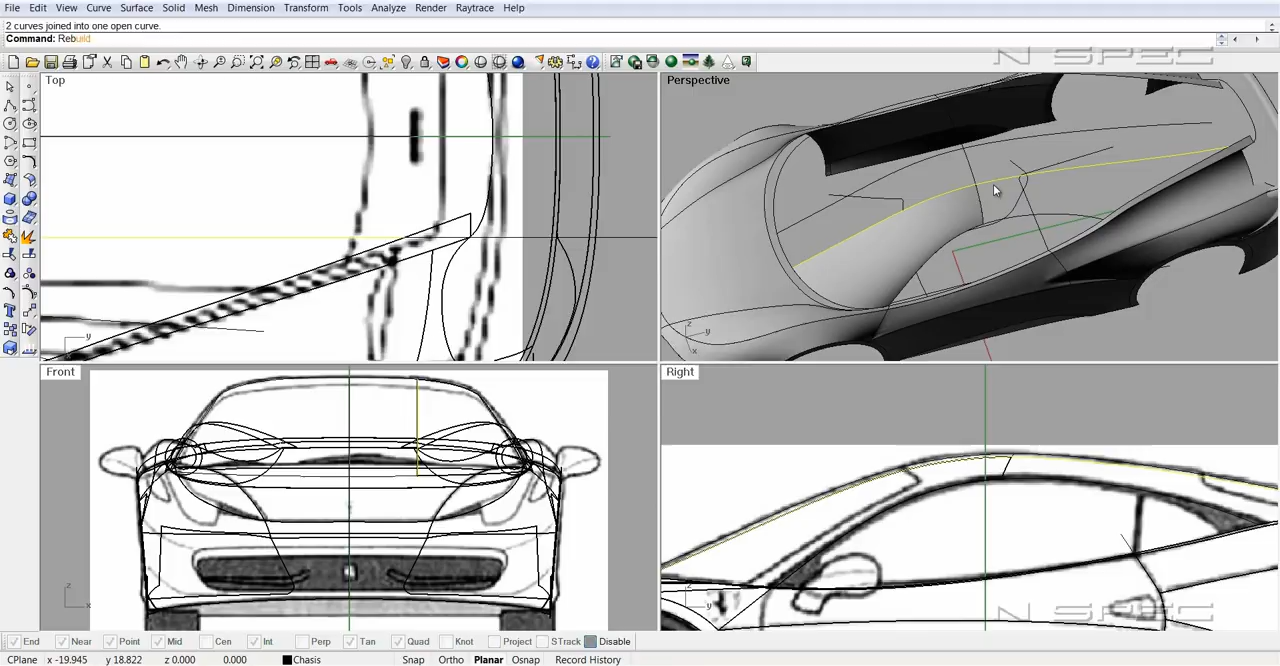 File Edit View Curve Surface Solid Mesh Dimension Transform Tools Analyze Render Raytrace Help
2 curves joined into one open curve.
Command: Rebuild
N SPEC
Top
Perspective
y
z
y
x
Front
Right
z
x
z
y
N SPEC
End Near Point Mid Cen Int Perp Tan Quad Knot Project STrack Disable
CPlane x -19.945 y 18.822 z 0.000 0.000 Chasis Snap Ortho Planar Osnap Record History